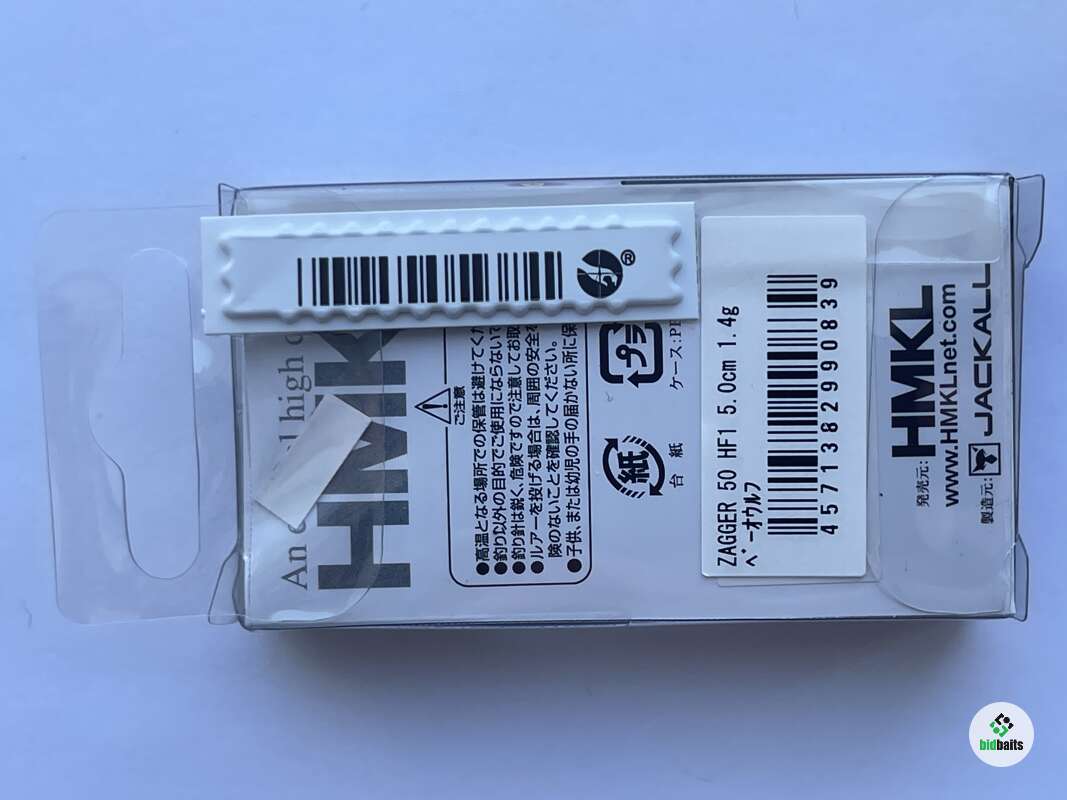 An
high
HMKL
ご注意
●高温となる場所での保管は避けてくだ
●釣り以外の目的でご使用にならないで
●釣り針は鋭く、危険ですので注意してお取
●ルアーを投げる場合は、周囲の安全を
険のないことを確認してください。
●子供、または幼児の手の届かない所に保
紙
台 紙
プラ
ケース:P
ZAGGER 50 HF1 5.0cm 1.4g
ベーオウルフ
4571382990839
発売元: HMKL
www.HMKLnet.com
製造元: JACKALL
®
bidbaits